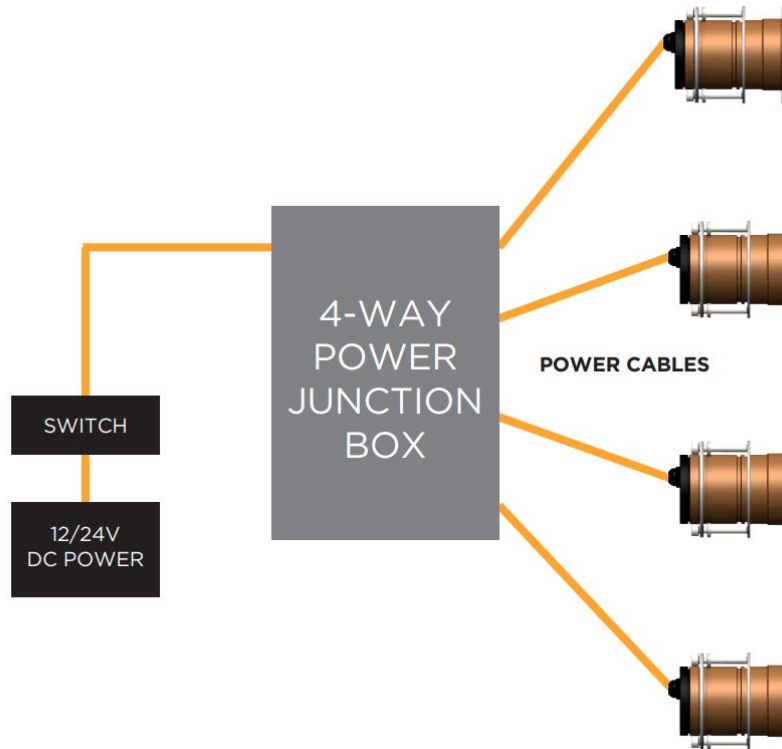 4-WAY
POWER
JUNCTION
BOX
POWER CABLES
SWITCH
12/24V
DC POWER